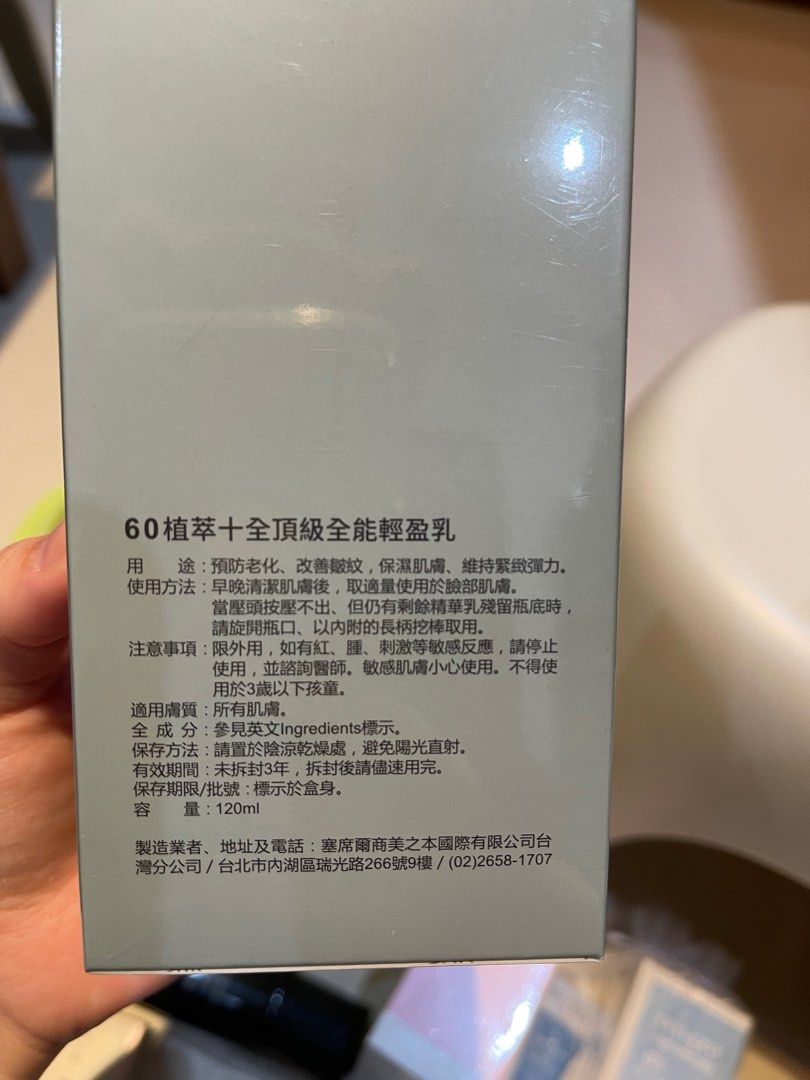 60植萃十全頂級全能輕盈乳
用　　途：預防老化、改善皺紋，保濕肌膚、維持緊緻彈力。
使用方法：早晚清潔肌膚後，取適量使用於臉部肌膚。
當壓頭按壓不出、但仍有剩餘精華乳殘留瓶底時，
請旋開瓶口、以內附的長柄挖棒取用。
注意事項：限外用，如有紅、腫、刺激等敏感反應，請停止
使用，並諮詢醫師。敏感肌膚小心使用。不得使
用於3歲以下孩童。
適用膚質：所有肌膚。
全 成 分：參見英文Ingredients標示。
保存方法：請置於陰涼乾燥處，避免陽光直射。
有效期間：未拆封3年，拆封後請儘速用完。
保存期限/批號：標示於盒身。
容　　量：120ml
製造業者、地址及電話：塞席爾商美之本國際有限公司台
灣分公司 / 台北市內湖區瑞光路266號9樓 / (02)2658-1707